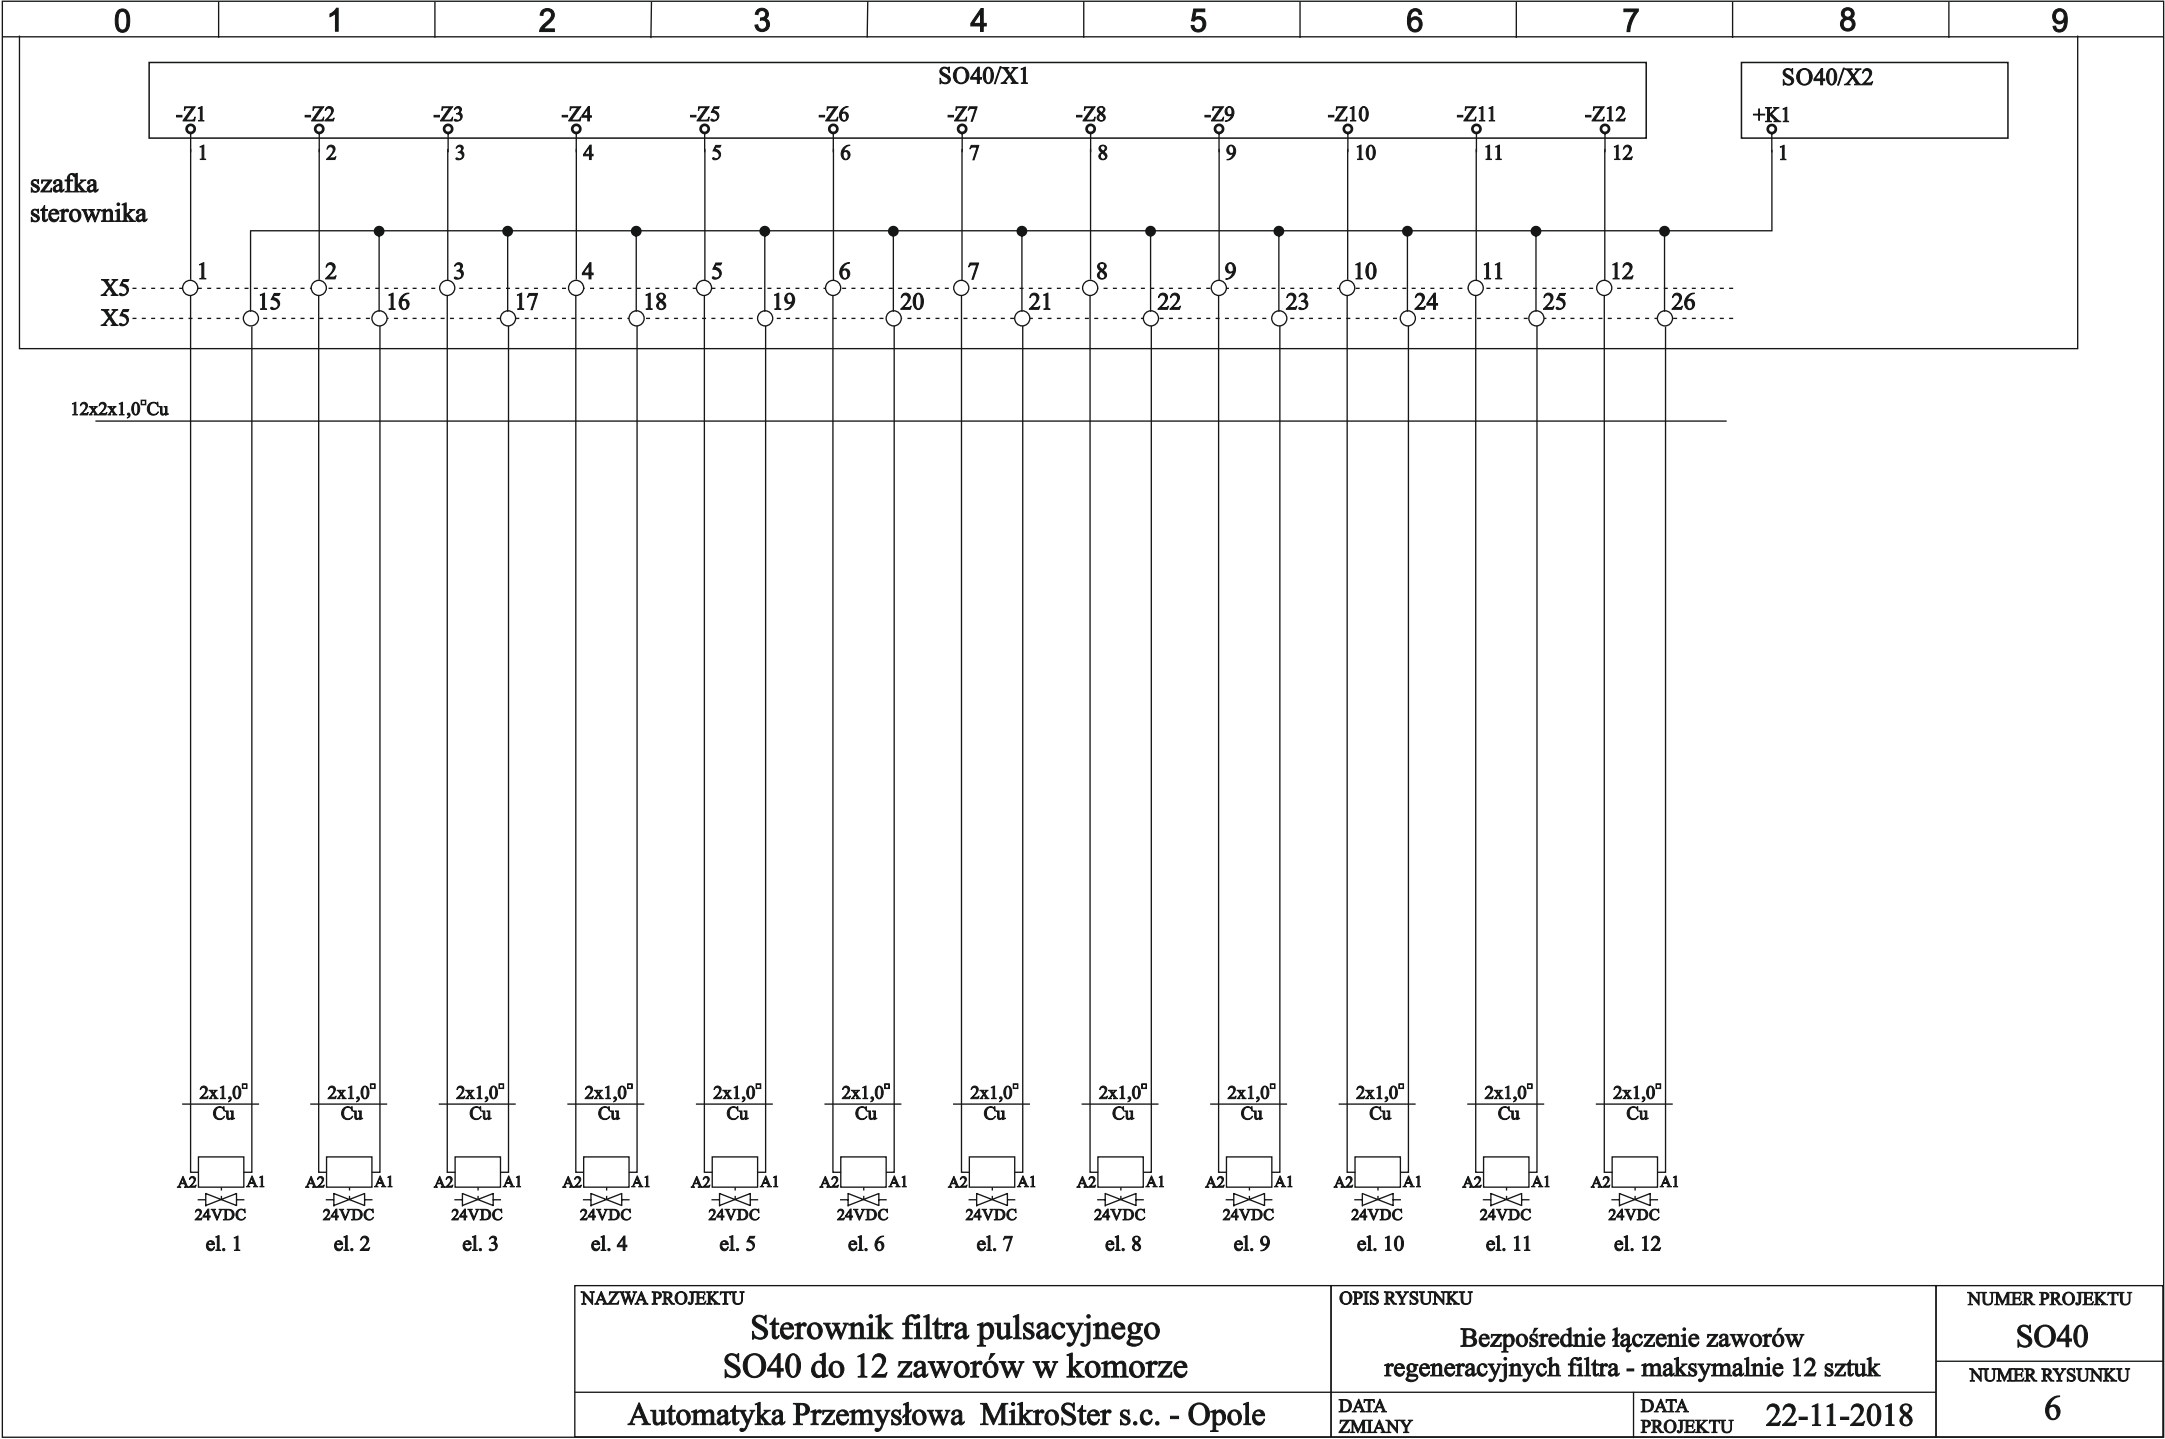 0 1 2 3 4 5 6 7 8 9
SO40/X1 SO40/X2
-Z1 -Z2 -Z3 -Z4 -Z5 -Z6 -Z7 -Z8 -Z9 -Z10 -Z11 -Z12 +K1
1 2 3 4 5 6 7 8 9 10 11 12 1
szafka
sterownika
1 2 3 4 5 6 7 8 9 10 11 12
X5
15 16 17 18 19 20 21 22 23 24 25 26
X5
12x2x1,0□Cu
2x1,0□ 2x1,0□ 2x1,0□ 2x1,0□ 2x1,0□ 2x1,0□ 2x1,0□ 2x1,0□ 2x1,0□ 2x1,0□ 2x1,0□ 2x1,0□
Cu Cu Cu Cu Cu Cu Cu Cu Cu Cu Cu Cu
A2 A1 A2 A1 A2 A1 A2 A1 A2 A1 A2 A1 A2 A1 A2 A1 A2 A1 A2 A1 A2 A1 A2 A1
24VDC 24VDC 24VDC 24VDC 24VDC 24VDC 24VDC 24VDC 24VDC 24VDC 24VDC 24VDC
el. 1 el. 2 el. 3 el. 4 el. 5 el. 6 el. 7 el. 8 el. 9 el. 10 el. 11 el. 12
NAZWA PROJEKTU
Sterownik filtra pulsacyjnego
SO40 do 12 zaworów w komorze
Automatyka Przemysłowa MikroSter s.c. - Opole
OPIS RYSUNKU
Bezpośrednie łączenie zaworów
regeneracyjnych filtra - maksymalnie 12 sztuk
DATA
ZMIANY
DATA
PROJEKTU 22-11-2018
NUMER PROJEKTU
SO40
NUMER RYSUNKU
6